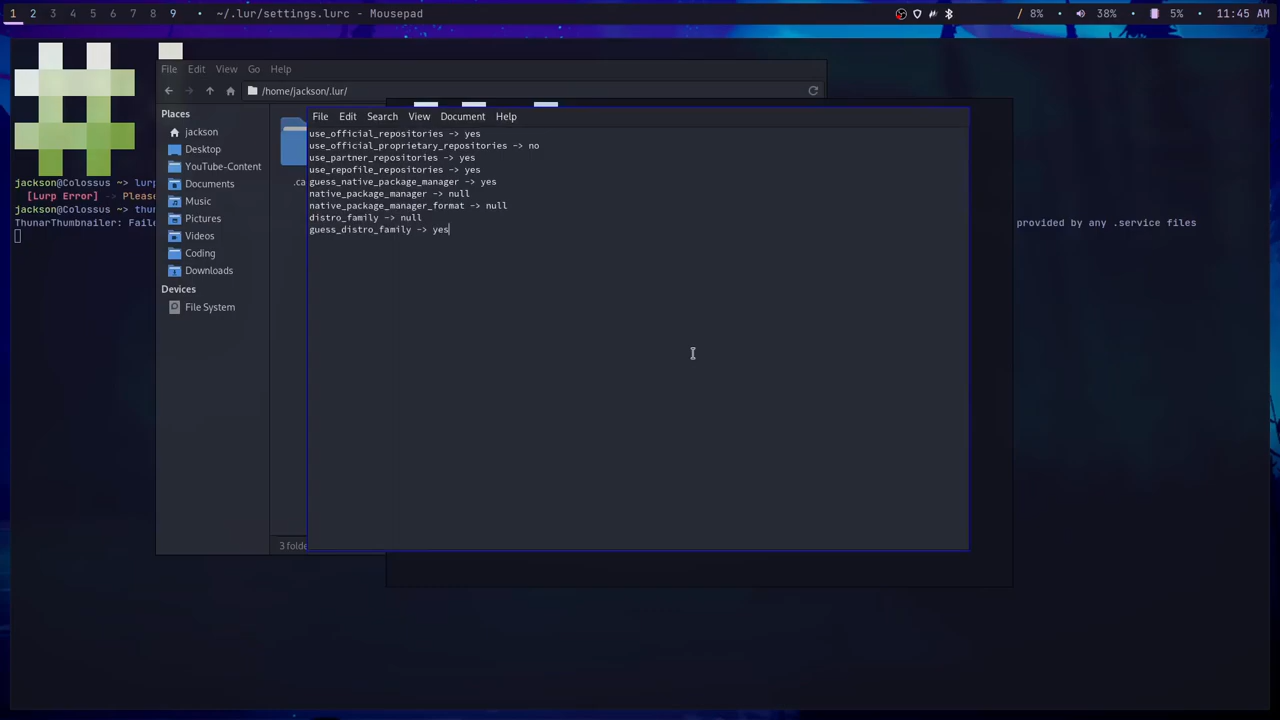 1 2 3 4 5 6 7 8 9 • ~/.lur/settings.lurc - Mousepad
/ 8% • 38% • 5% • 11:45 AM
File Edit View Go Help
/home/jackson/.lur/
Places
jackson
Desktop
YouTube-Content
Documents
Music
Pictures
Videos
Coding
Downloads
Devices
File System
.ca
3 folde
jackson@Colossus ~> lurp
[Lurp Error] -> Please
jackson@Colossus ~> thun
ThunarThumbnailer: Faile
provided by any .service files
File Edit Search View Document Help
use_official_repositories -> yes
use_official_proprietary_repositories -> no
use_partner_repositories -> yes
use_repofile_repositories -> yes
guess_native_package_manager -> yes
native_package_manager -> null
native_package_manager_format -> null
distro_family -> null
guess_distro_family -> yes